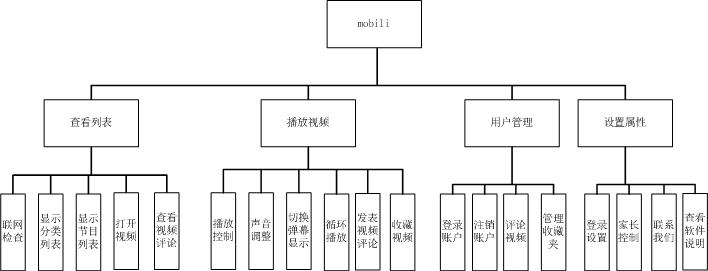 mobili
查看列表
播放视频
用户管理
设置属性
联网
检查
显示
分类
列表
显示
节目
列表
打开
视频
查看
视频
评论
播放
控制
声音
调整
切换
弹幕
显示
循环
播放
发表
视频
评论
收藏
视频
登录
账户
注销
账户
评论
视频
管理
收藏
夹
登录
设置
家长
控制
联系
我们
查看
软件
说明